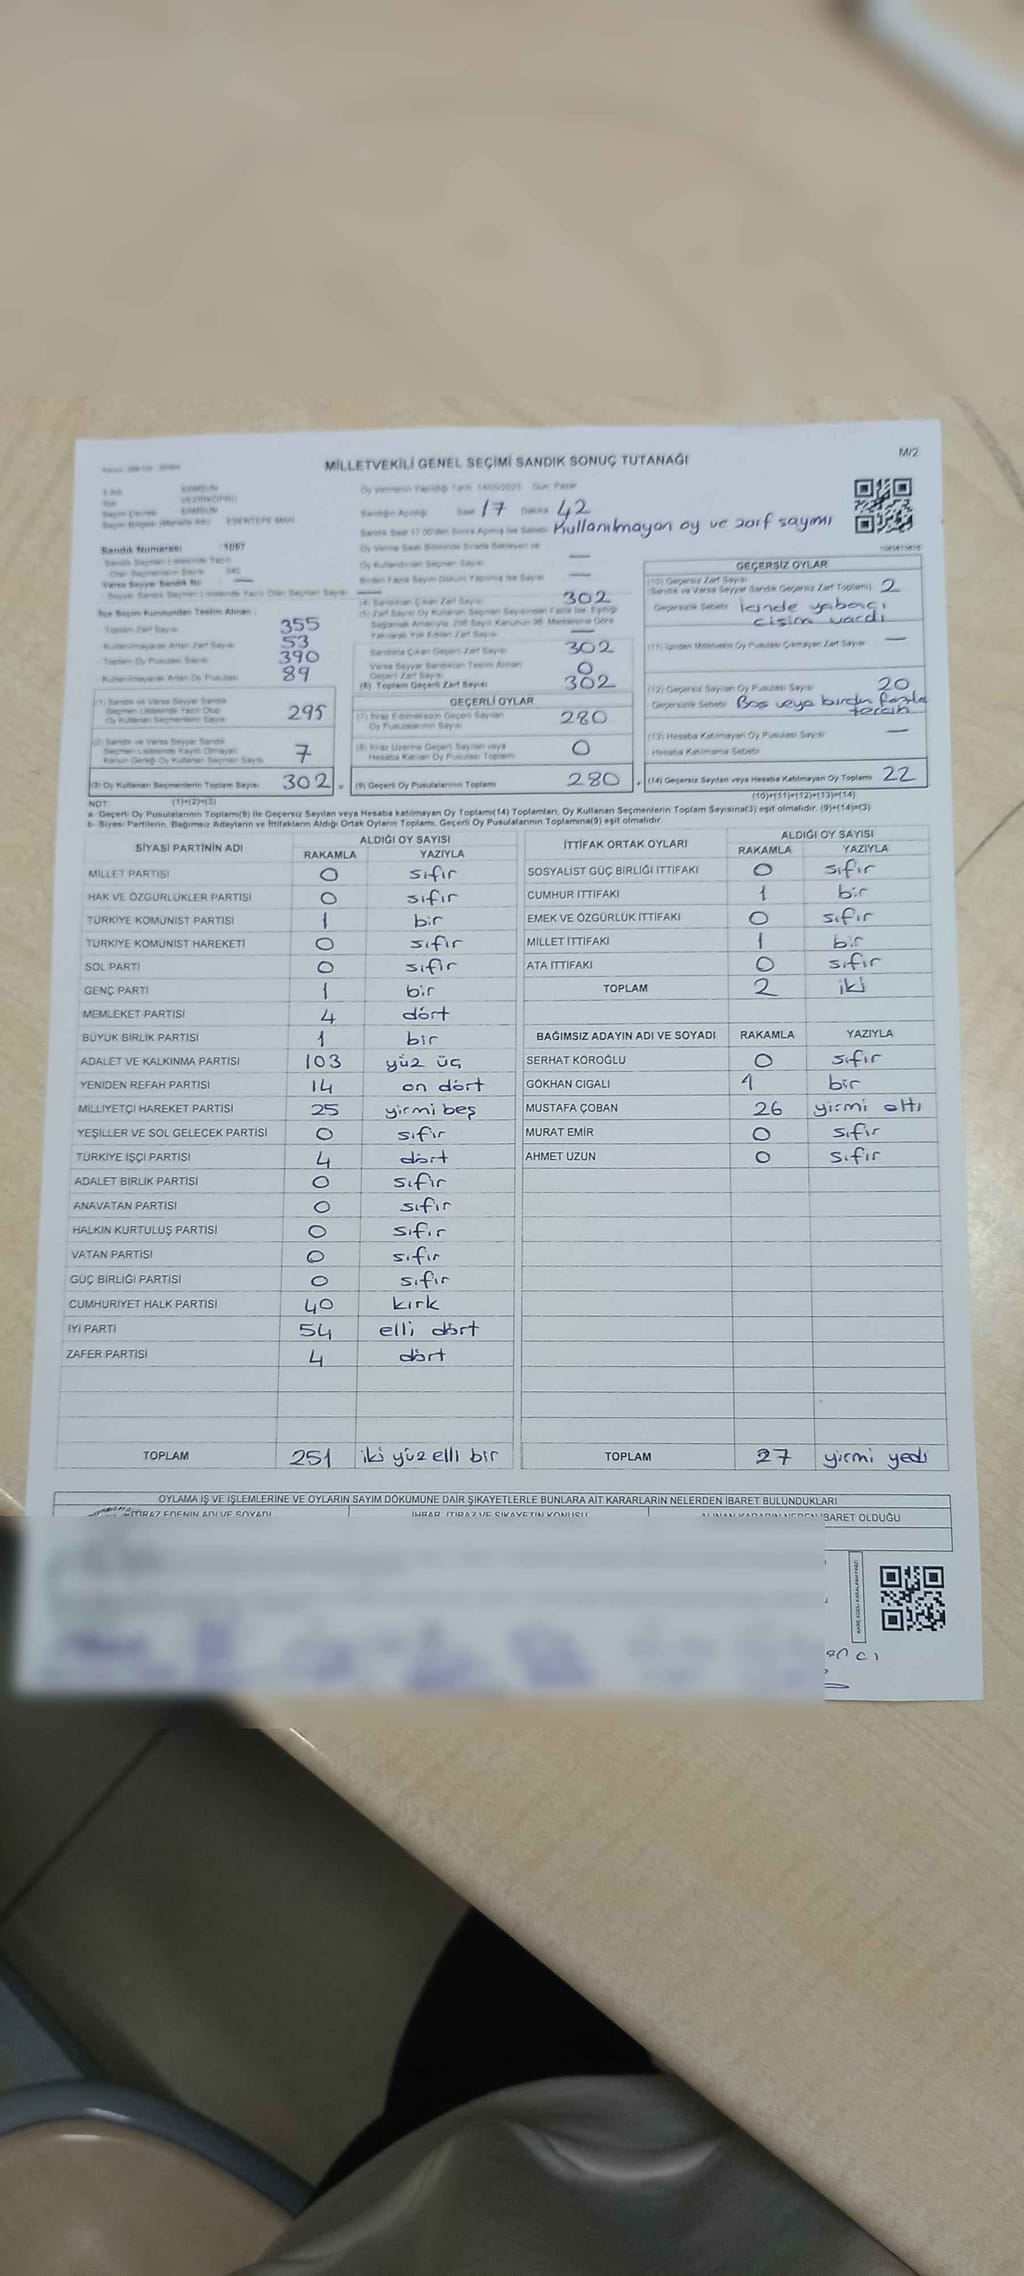 MİLLETVEKİLİ GENEL SEÇİMİ SANDIK SONUÇ TUTANAĞI
M/2
Oy Vermenin Yapıldığı Tarih: 14/05/2023 Gün: Pazar
Sandığın Açıldığı Saat 17 Dakika 42
Sandık Saat 17.00'den Sonra Açılmış İse Sebebi: Kullanılmayan oy ve zarf sayımı
Sandık Numarası : 1097
Oy Verme Saati Bitiminde Sırada Bekleyen ve
Oy Kullandırılan Seçmen Sayısı —
Birden Fazla Sayım Döküm Yapılmış İse Sayısı —
Varsa Seyyar Sandık No : —
Seyyar Sandık Seçmen Listesinde Yazılı Olan Seçmen Sayısı —
İlçe Seçim Kurulundan Teslim Alınan :
Toplam Zarf Sayısı 355
Kullanılmayarak Artan Zarf Sayısı 53
Toplam Oy Pusulası Sayısı 390
Kullanılmayarak Artan Oy Pusulası 89
(1) Sandık ve Varsa Seyyar Sandık
Seçmen Listesinde Yazılı Olup
Oy Kullanan Seçmenlerin Sayısı 295
(2) Sandık ve Varsa Seyyar Sandık
Seçmen Listesinde Kayıtlı Olmayan
Kanun Gereği Oy Kullanan Seçmen Sayısı 7
(3) Oy Kullanan Seçmenlerin Toplam Sayısı 302
(1)+(2)=(3)
(4) Sandıktan Çıkan Zarf Sayısı 302
(5) Zarf Sayısı Oy Kullanan Seçmen Sayısından Fazla İse, Eşitliği
Sağlamak Amacıyla 298 Sayılı Kanunun 98. Maddesine Göre
Yakılarak Yok Edilen Zarf Sayısı —
Sandıkta Çıkan Geçerli Zarf Sayısı 302
Varsa Seyyar Sandıktan Teslim Alınan
Geçerli Zarf Sayısı 0
(6) Toplam Geçerli Zarf Sayısı 302
GEÇERLİ OYLAR
(7) İtiraz Edilmeksizin Geçerli Sayılan
Oy Pusulalarının Sayısı 280
(8) İtiraz Üzerine Geçerli Sayılan veya
Hesaba Katılan Oy Pusulası Toplamı 0
(9) Geçerli Oy Pusulalarının Toplamı 280
GEÇERSİZ OYLAR
(10) Geçersiz Zarf Sayısı
(Sandık ve Varsa Seyyar Sandık Geçersiz Zarf Toplamı) 2
Geçersizlik Sebebi İçinde yabancı
cisim vardı
(11) İçinden Milletvekili Oy Pusulası Çıkmayan Zarf Sayısı —
(12) Geçersiz Sayılan Oy Pusulası Sayısı 20
Geçersizlik Sebebi Boş veya birden fazla
tercih
(13) Hesaba Katılmayan Oy Pusulası Sayısı —
Hesaba Katılmama Sebebi
(14) Geçersiz Sayılan veya Hesaba Katılmayan Oy Toplamı 22
(10)+(11)+(12)+(13)=(14)
NOT:
a- Geçerli Oy Pusulalarının Toplamı(9) ile Geçersiz Sayılan veya Hesaba katılmayan Oy Toplamı(14) Toplamları, Oy Kullanan Seçmenlerin Toplam Sayısına(3) eşit olmalıdır. (9)+(14)=(3)
b- Siyasi Partilerin, Bağımsız Adayların ve İttifakların Aldığı Ortak Oyların Toplamı, Geçerli Oy Pusulalarının Toplamına(9) eşit olmalıdır.
SİYASİ PARTİNİN ADI ALDIĞI OY SAYISI
RAKAMLA YAZIYLA
MİLLET PARTİSİ 0 sıfır
HAK VE ÖZGÜRLÜKLER PARTİSİ 0 sıfır
TÜRKİYE KOMÜNİST PARTİSİ 1 bir
TÜRKİYE KOMÜNİST HAREKETİ 0 sıfır
SOL PARTİ 0 sıfır
GENÇ PARTİ 1 bir
MEMLEKET PARTİSİ 4 dört
BÜYÜK BİRLİK PARTİSİ 1 bir
ADALET VE KALKINMA PARTİSİ 103 yüz üç
YENİDEN REFAH PARTİSİ 14 on dört
MİLLİYETÇİ HAREKET PARTİSİ 25 yirmi beş
YEŞİLLER VE SOL GELECEK PARTİSİ 0 sıfır
TÜRKİYE İŞÇİ PARTİSİ 4 dört
ADALET BİRLİK PARTİSİ 0 sıfır
ANAVATAN PARTİSİ 0 sıfır
HALKIN KURTULUŞ PARTİSİ 0 sıfır
VATAN PARTİSİ 0 sıfır
GÜÇ BİRLİĞİ PARTİSİ 0 sıfır
CUMHURİYET HALK PARTİSİ 40 kırk
İYİ PARTİ 54 elli dört
ZAFER PARTİSİ 4 dört
TOPLAM 251 iki yüz elli bir
İTTİFAK ORTAK OYLARI ALDIĞI OY SAYISI
RAKAMLA YAZIYLA
SOSYALİST GÜÇ BİRLİĞİ İTTİFAKI 0 sıfır
CUMHUR İTTİFAKI 1 bir
EMEK VE ÖZGÜRLÜK İTTİFAKI 0 sıfır
MİLLET İTTİFAKI 1 bir
ATA İTTİFAKI 0 sıfır
TOPLAM 2 iki
BAĞIMSIZ ADAYIN ADI VE SOYADI RAKAMLA YAZIYLA
SERHAT KÖROĞLU 0 sıfır
GÖKHAN CIGALI 1 bir
MUSTAFA ÇOBAN 26 yirmi altı
MURAT EMİR 0 sıfır
AHMET UZUN 0 sıfır
TOPLAM 27 yirmi yedi
OYLAMA İŞ VE İŞLEMLERİNE VE OYLARIN SAYIM DÖKÜMÜNE DAİR ŞİKAYETLERLE BUNLARA AİT KARARLARIN NELERDEN İBARET BULUNDUKLARI
İTİRAZ EDENİN ADI VE SOYADI İHBAR, İTİRAZ VE ŞİKAYETİN KONUSU ALINAN KARARIN NEDEN İBARET OLDUĞU